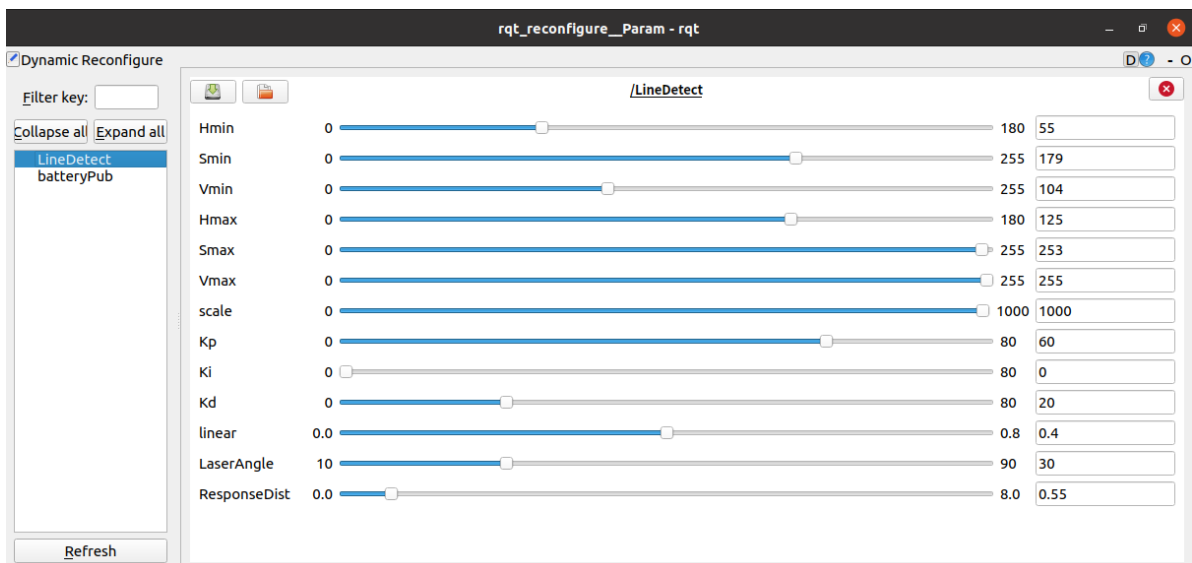 rqt_reconfigure__Param - rqt
Dynamic Reconfigure
D ? - O
Filter key:
/LineDetect
Collapse all Expand all
LineDetect
batteryPub
Hmin 0 180 55
Smin 0 255 179
Vmin 0 255 104
Hmax 0 180 125
Smax 0 255 253
Vmax 0 255 255
scale 0 1000 1000
Kp 0 80 60
Ki 0 80 0
Kd 0 80 20
linear 0.0 0.8 0.4
LaserAngle 10 90 30
ResponseDist 0.0 8.0 0.55
Refresh